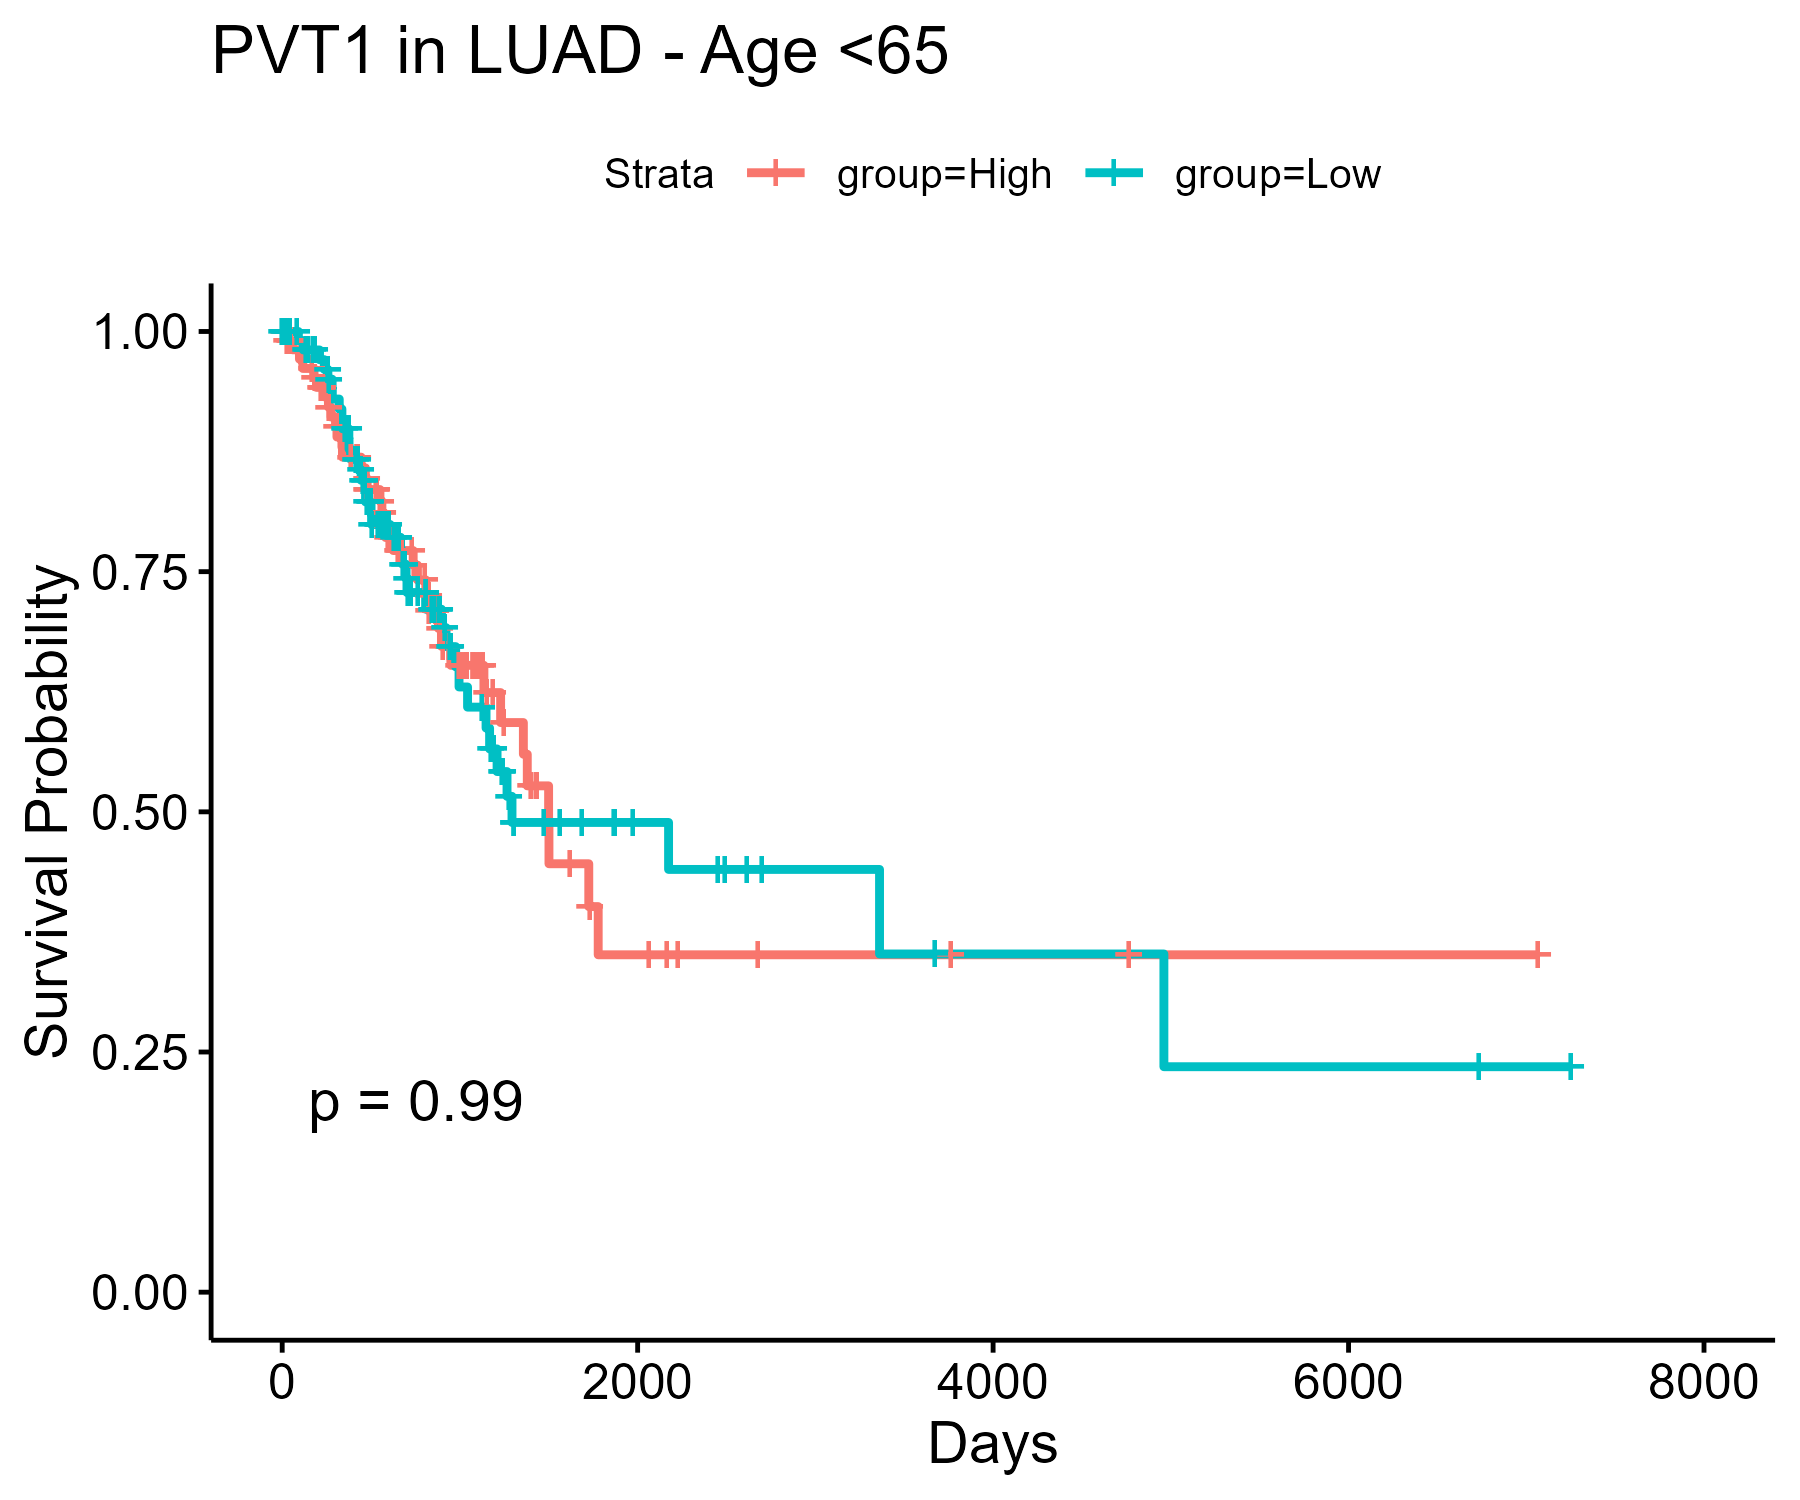 PVT1 in LUAD - Age <65
Strata group=High group=Low
Survival Probability
1.00
0.75
0.50
0.25
0.00
p = 0.99
0 2000 4000 6000 8000
Days